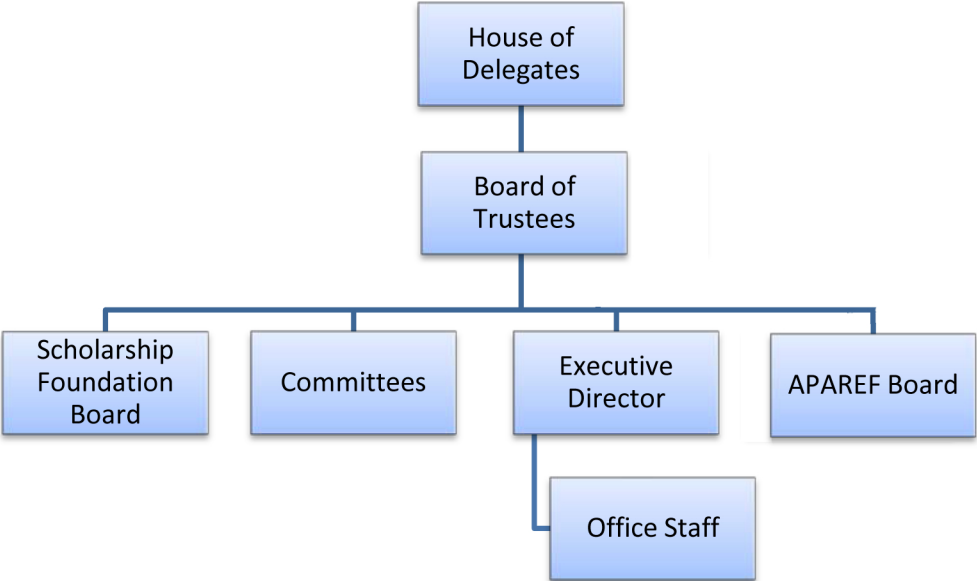 House of
Delegates
Board of
Trustees
Scholarship
Foundation
Board
Committees
Executive
Director
APAREF Board
Office Staff